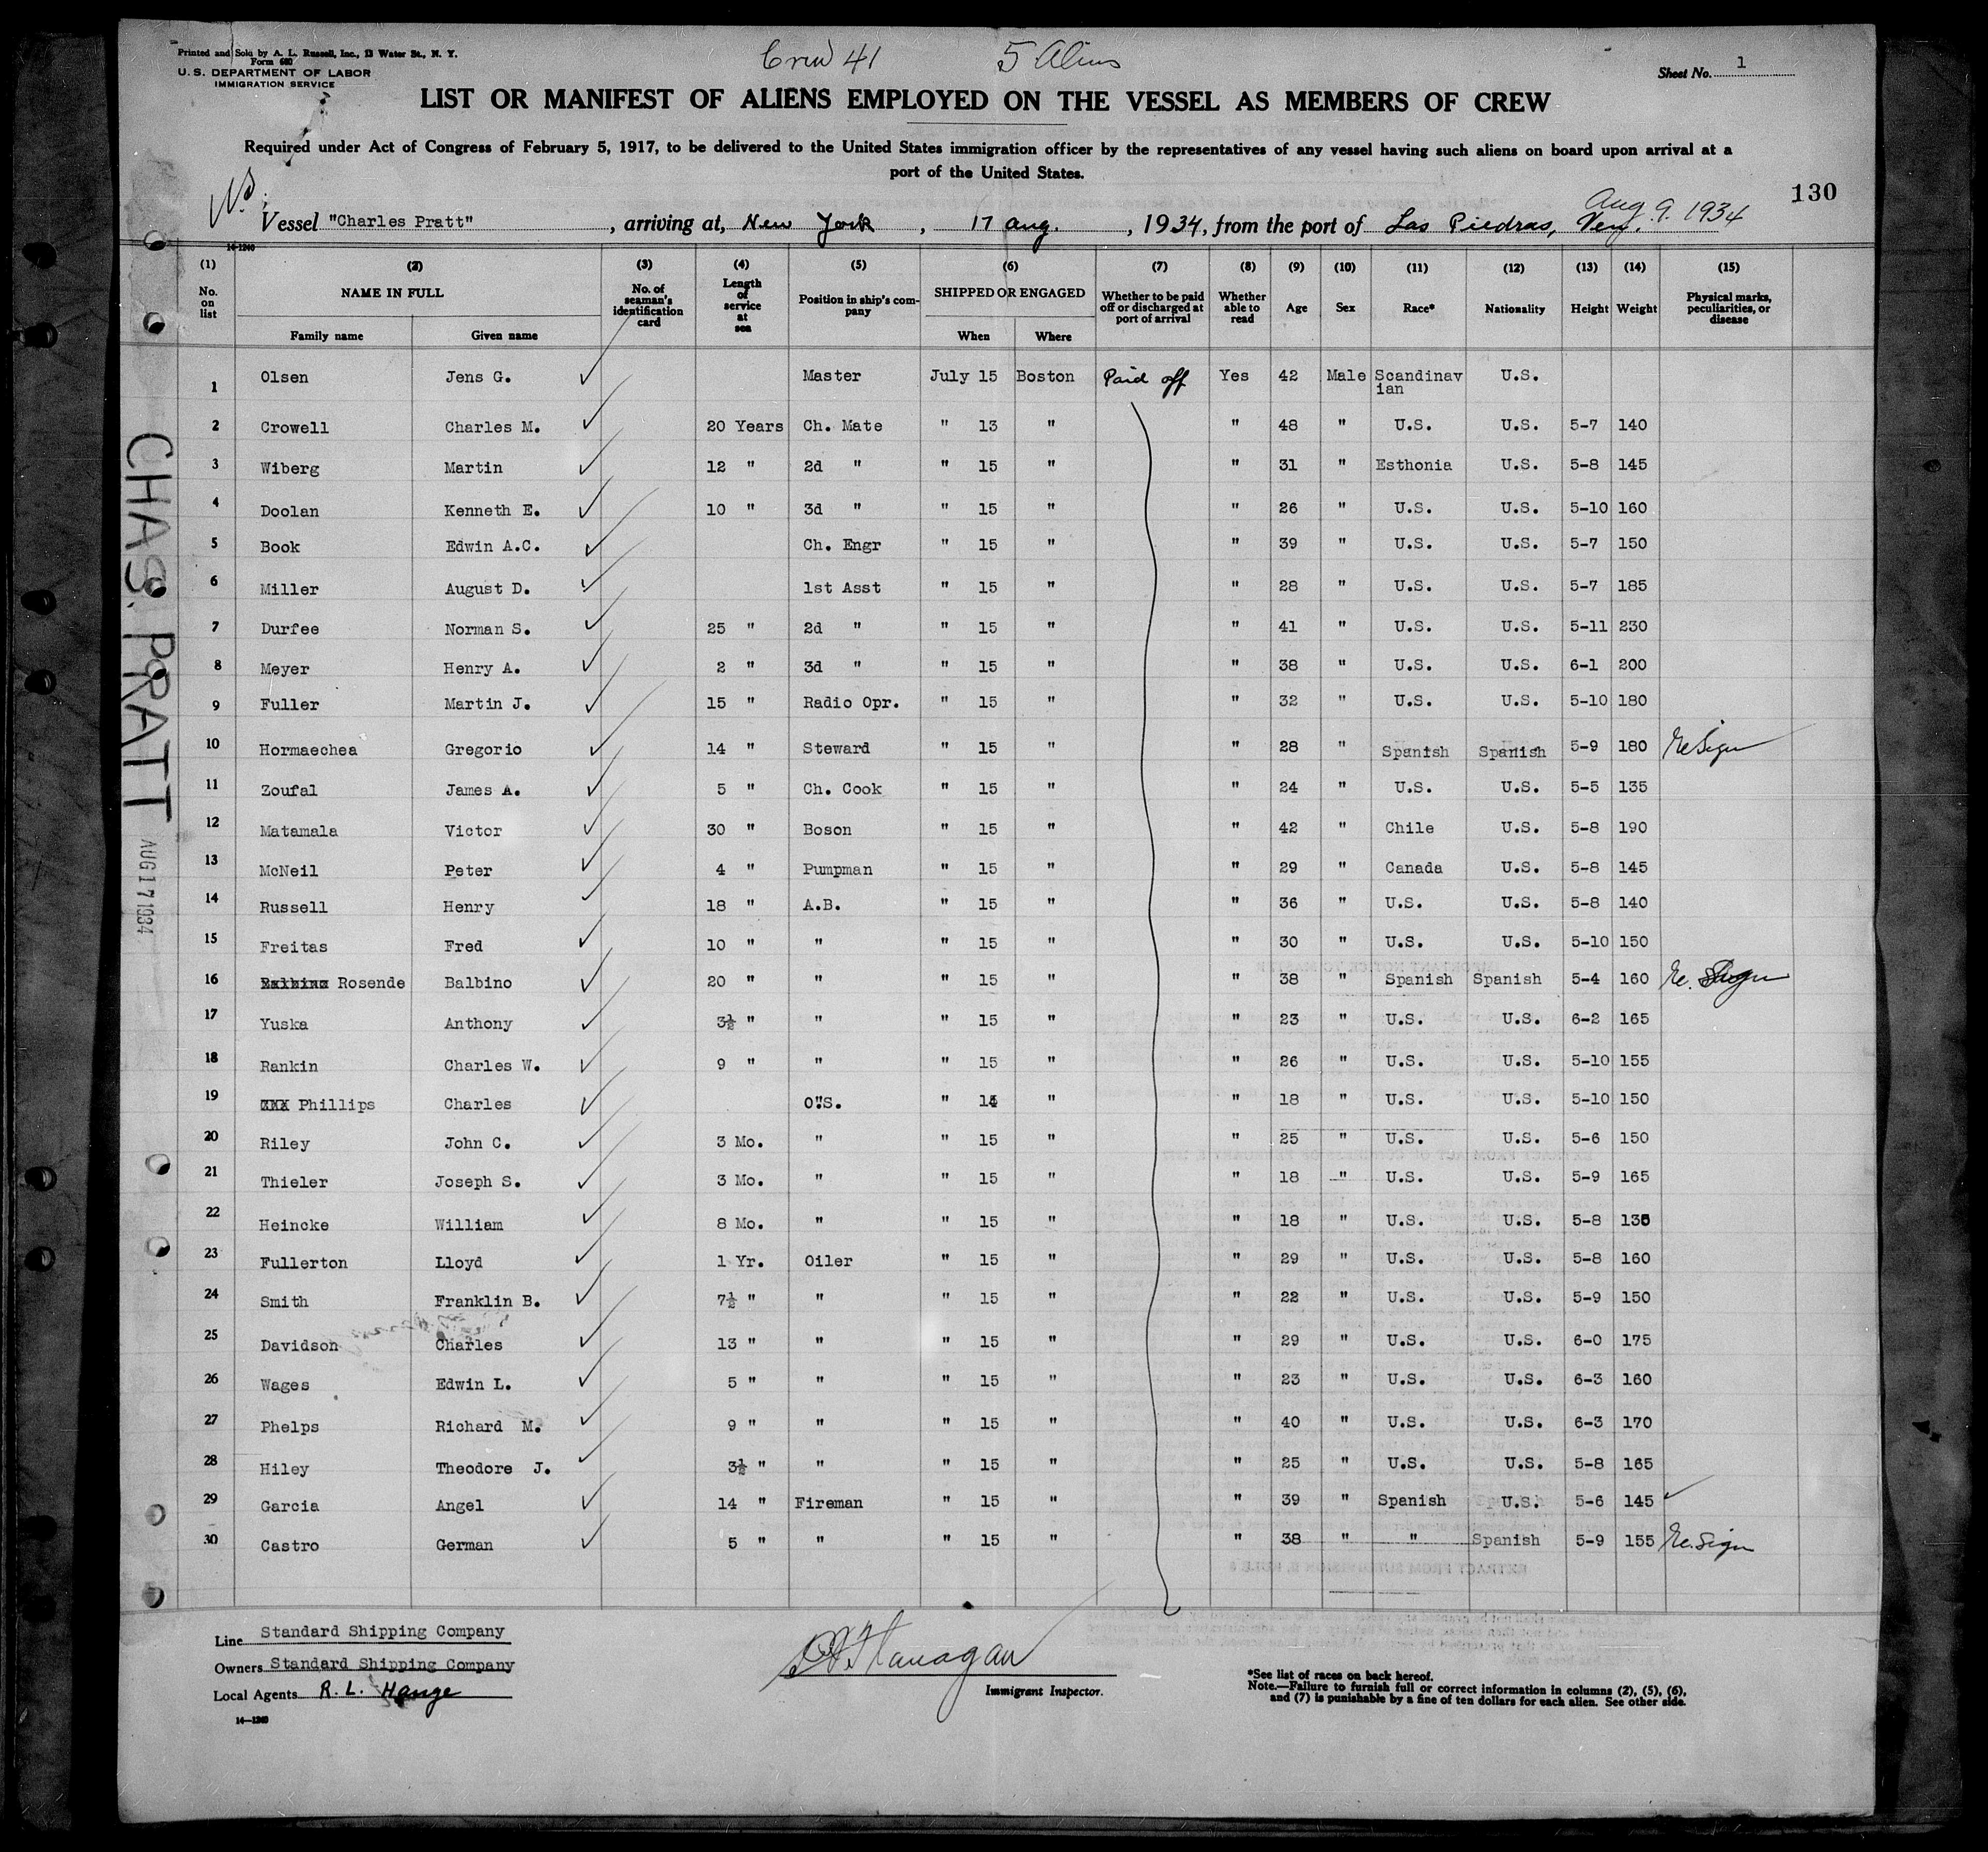 Printed and Sold by A. L. Russell, Inc., 13 Water St., N. Y.
Form 680
U. S. DEPARTMENT OF LABOR
IMMIGRATION SERVICE
Crew 41 5 Aliens
Sheet No. 1
LIST OR MANIFEST OF ALIENS EMPLOYED ON THE VESSEL AS MEMBERS OF CREW
Required under Act of Congress of February 5, 1917, to be delivered to the United States immigration officer by the representatives of any vessel having such aliens on board upon arrival at a
port of the United States.
130
Aug 9. 1934
Vessel "Charles Pratt", arriving at, New York, 17 Aug., 1934, from the port of Las Piedras, Ven.
14-1240
(1) (2) (3) (4) (5) (6) (7) (8) (9) (10) (11) (12) (13) (14) (15)
No. on list NAME IN FULL Family name Given name No. of seaman's identification card Length of service at sea Position in ship's company SHIPPED OR ENGAGED When Where Whether to be paid off or discharged at port of arrival Whether able to read Age Sex Race* Nationality Height Weight Physical marks, peculiarities, or disease
1 Olsen Jens G. Master July 15 Boston Paid off Yes 42 Male Scandinavian U.S.
2 Crowell Charles M. 20 Years Ch. Mate " 13 " " 48 " U.S. U.S. 5-7 140
3 Wiberg Martin 12 " 2d " " 15 " " 31 " Esthonia U.S. 5-8 145
4 Doolan Kenneth E. 10 " 3d " " 15 " " 26 " U.S. U.S. 5-10 160
5 Book Edwin A.C. Ch. Engr " 15 " " 39 " U.S. U.S. 5-7 150
6 Miller August D. 1st Asst " 15 " " 28 " U.S. U.S. 5-7 185
7 Durfee Norman S. 25 " 2d " " 15 " " 41 " U.S. U.S. 5-11 230
8 Meyer Henry A. 2 " 3d " " 15 " " 38 " U.S. U.S. 6-1 200
9 Fuller Martin J. 15 " Radio Opr. " 15 " " 32 " U.S. U.S. 5-10 180
10 Hormaechea Gregorio 14 " Steward " 15 " " 28 " Spanish Spanish 5-9 180 Re Sign
11 Zoufal James A. 5 " Ch. Cook " 15 " " 24 " U.S. U.S. 5-5 135
12 Matamala Victor 30 " Boson " 15 " " 42 " Chile U.S. 5-8 190
13 McNeil Peter 4 " Pumpman " 15 " " 29 " Canada U.S. 5-8 145
14 Russell Henry 18 " A.B. " 15 " " 36 " U.S. U.S. 5-8 140
15 Freitas Fred 10 " " " 15 " " 30 " U.S. U.S. 5-10 150
16 Rosende Balbino 20 " " " 15 " " 38 " Spanish Spanish 5-4 160 Re. Sign
17 Yuska Anthony 3½ " " " 15 " " 23 " U.S. U.S. 6-2 165
18 Rankin Charles W. 9 " " " 15 " " 26 " U.S. U.S. 5-10 155
19 Phillips Charles O.S. " 14 " " 18 " U.S. U.S. 5-10 150
20 Riley John C. 3 Mo. " " 15 " " 25 " U.S. U.S. 5-6 150
21 Thieler Joseph S. 3 Mo. " " 15 " " 18 " U.S. U.S. 5-9 165
22 Heincke William 8 Mo. " " 15 " " 18 " U.S. U.S. 5-8
23 Fullerton Lloyd 1 Yr. Oiler " 15 " " 29 " U.S. U.S. 5-8 160
24 Smith Franklin B. 7½ " " " 15 " " 22 " U.S. U.S. 5-9 150
25 Davidson Charles 13 " " " 15 " " 29 " U.S. U.S. 6-0 175
26 Wages Edwin L. 5 " " " 15 " " 23 " U.S. U.S. 6-3 160
27 Phelps Richard M. 9 " " " 15 " " 40 " U.S. U.S. 6-3 170
28 Hiley Theodore J. 3½ " " " 15 " " 25 " U.S. U.S. 5-8 165
29 Garcia Angel 14 " Fireman " 15 " " 39 " Spanish U.S. 5-6 145
30 Castro German 5 " " " 15 " " 38 " " Spanish 5-9 155 Re. Sign
CHAS. PRATT
AUG 17 1934
Line Standard Shipping Company
Owners Standard Shipping Company
Local Agents R. L. Hange
14-1240
Flanagan
Immigrant Inspector.
*See list of races on back hereof.
Note.—Failure to furnish full or correct information in columns (2), (5), (6),
and (7) is punishable by a fine of ten dollars for each alien. See other side.